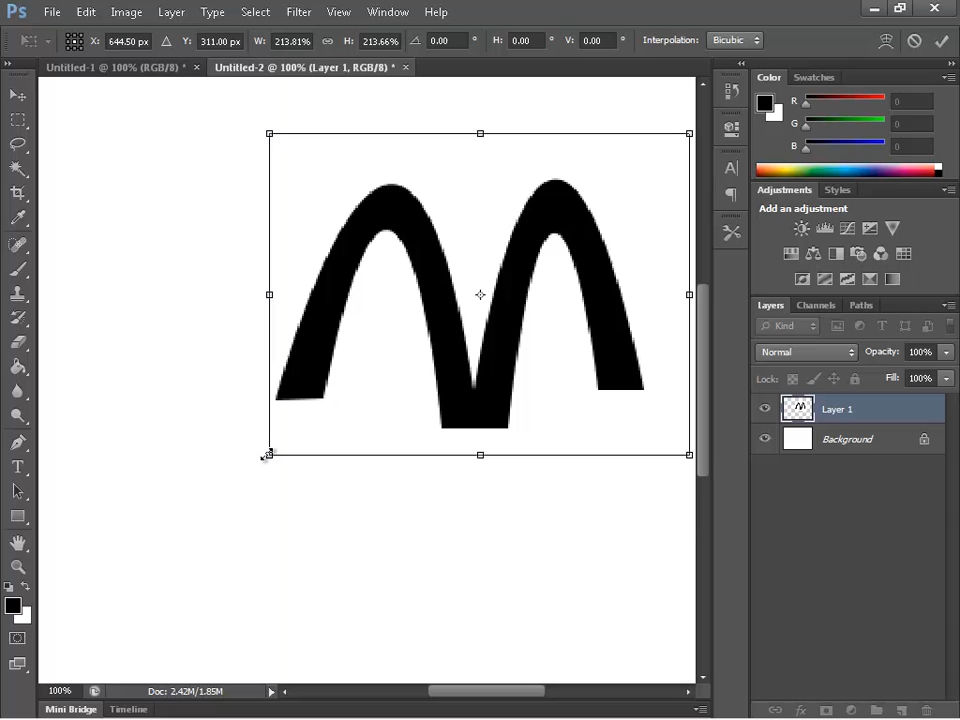 Ps File Edit Image Layer Type Select Filter View Window Help
X: 644.50 px Y: 311.00 px W: 213.81% H: 213.66% 0.00 ° H: 0.00 ° V: 0.00 ° Interpolation: Bicubic
Untitled-1 @ 100% (RGB/8) * × Untitled-2 @ 100% (Layer 1, RGB/8) * ×
Color Swatches
R 0
G 0
B 0
Adjustments Styles
Add an adjustment
Layers Channels Paths
Kind
Normal Opacity: 100%
Lock: Fill: 100%
Layer 1
Background
100% Doc: 2.42M/1.85M
Mini Bridge Timeline